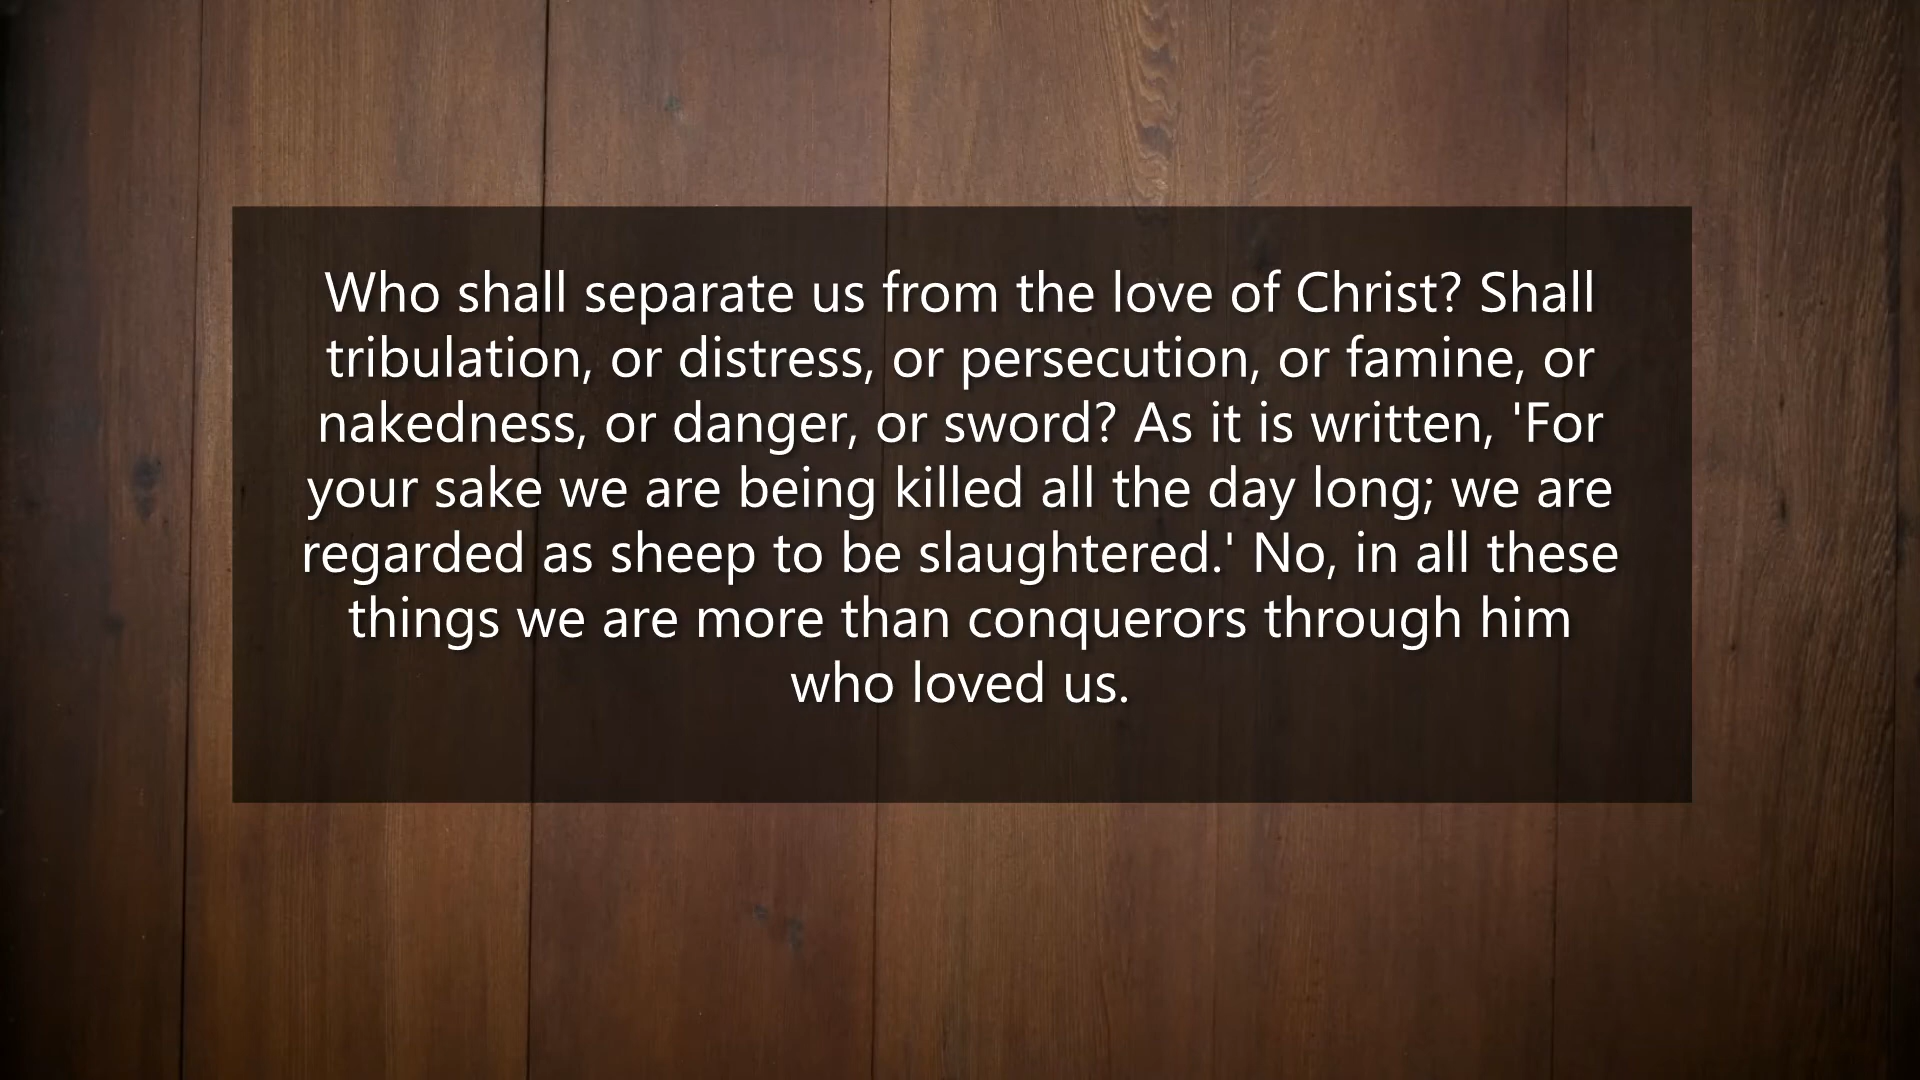 Who shall separate us from the love of Christ? Shall
tribulation, or distress, or persecution, or famine, or
nakedness, or danger, or sword? As it is written, 'For
your sake we are being killed all the day long; we are
regarded as sheep to be slaughtered.' No, in all these
things we are more than conquerors through him
who loved us.